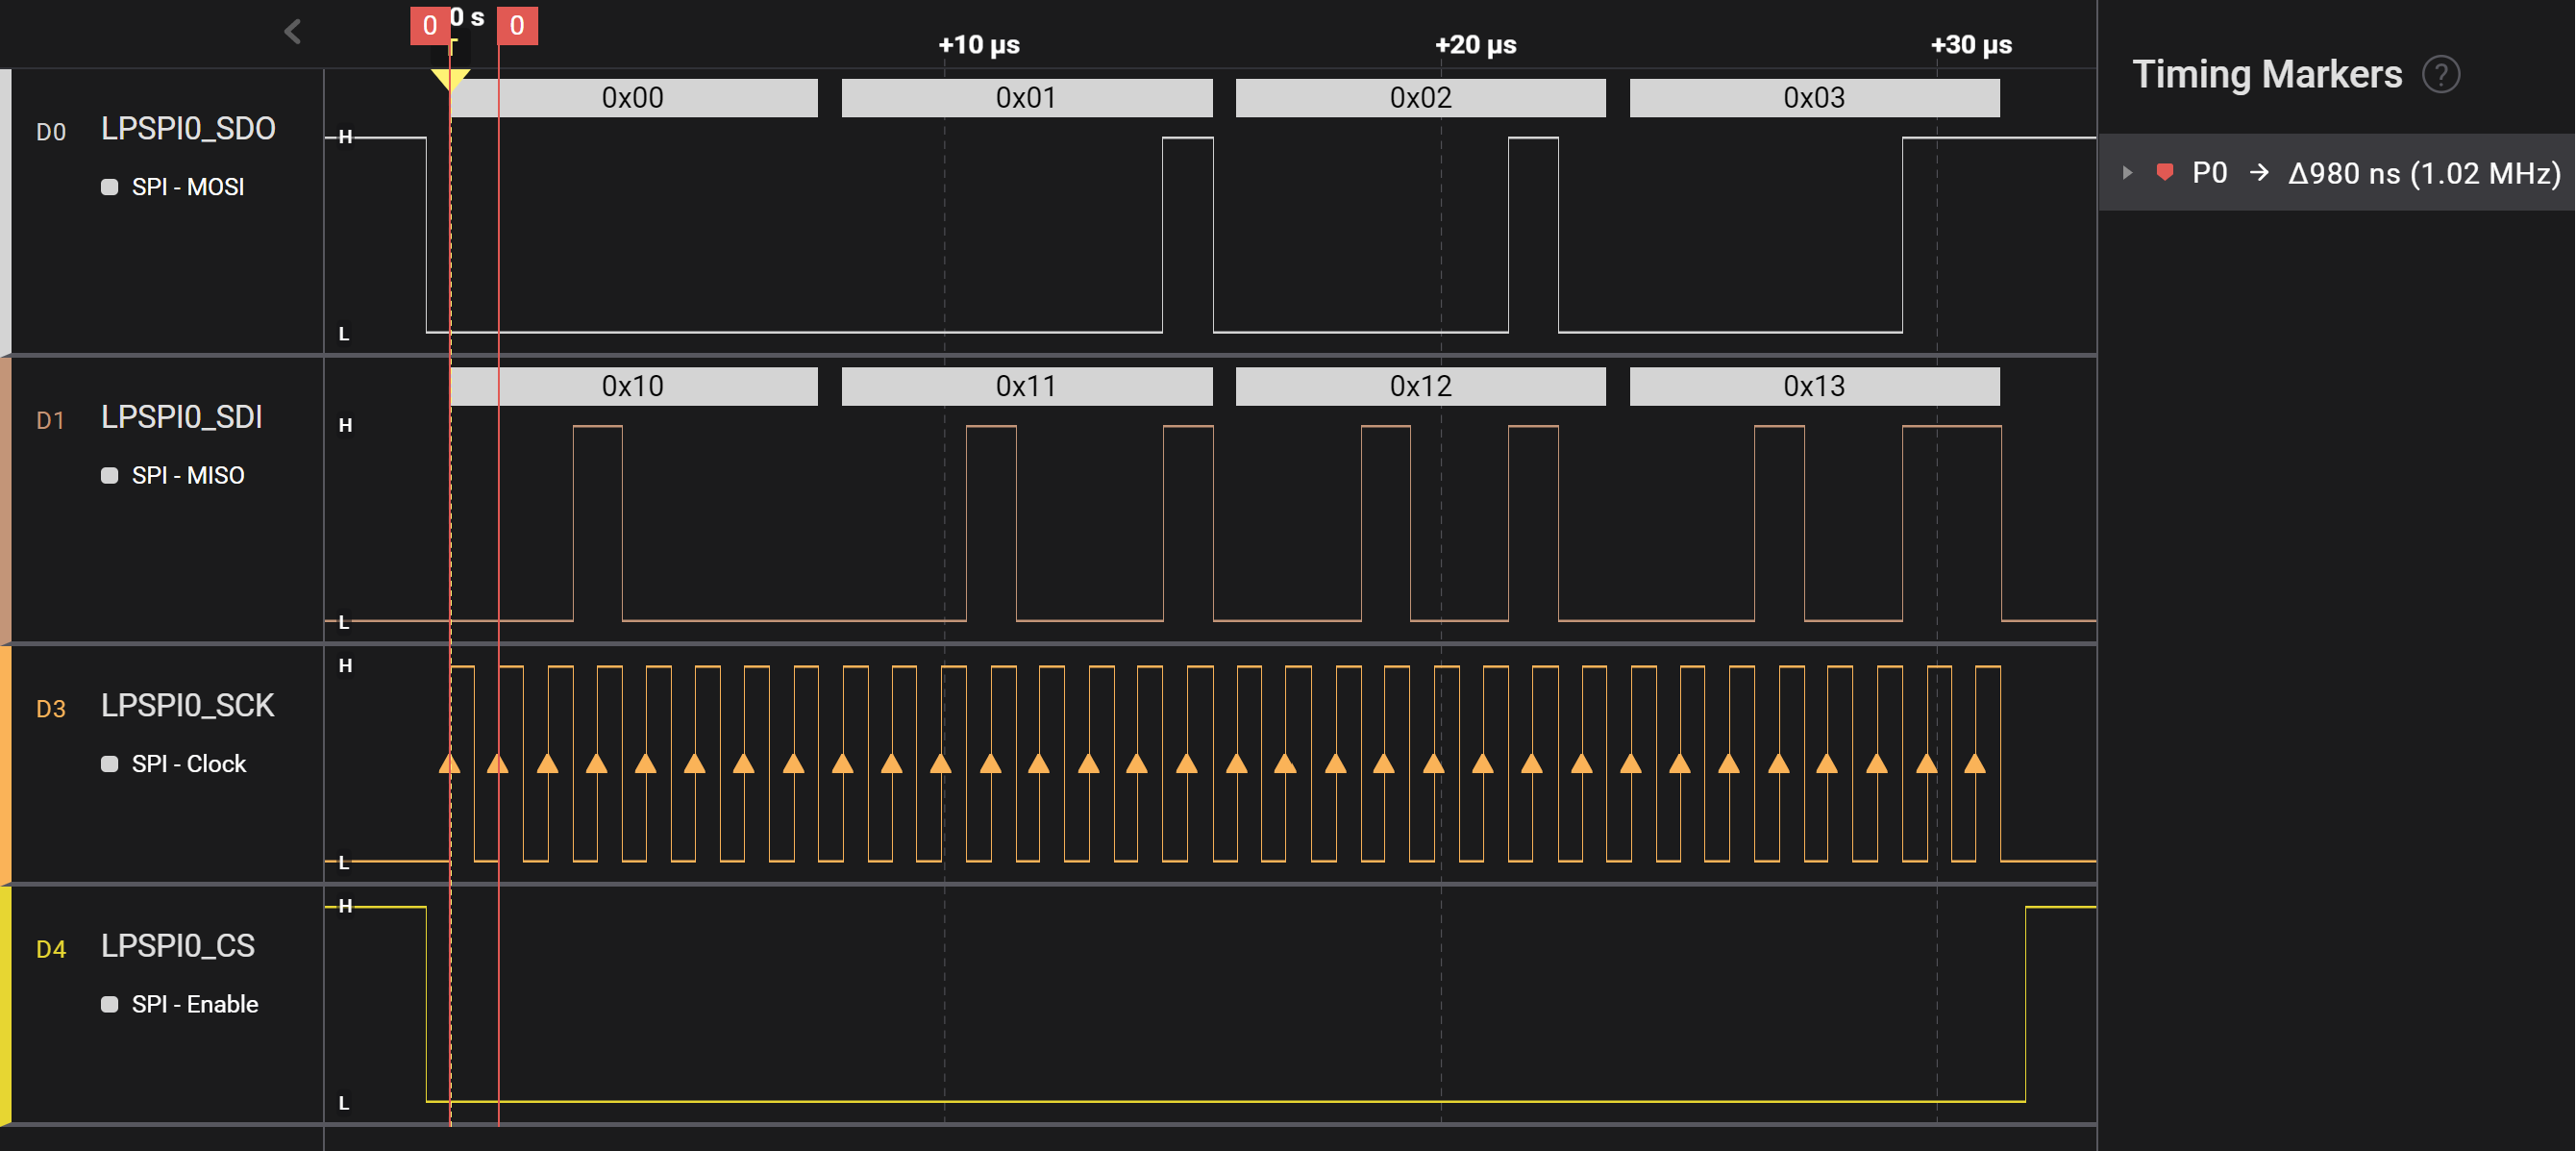 0 0 s 0
T
+10 µs +20 µs +30 µs
Timing Markers ?
0x00 0x01 0x02 0x03
D0 LPSPI0_SDO H
P0 → Δ980 ns (1.02 MHz)
SPI - MOSI
L
0x10 0x11 0x12 0x13
D1 LPSPI0_SDI H
SPI - MISO
L
H
D3 LPSPI0_SCK
SPI - Clock
L
H
D4 LPSPI0_CS
SPI - Enable
L